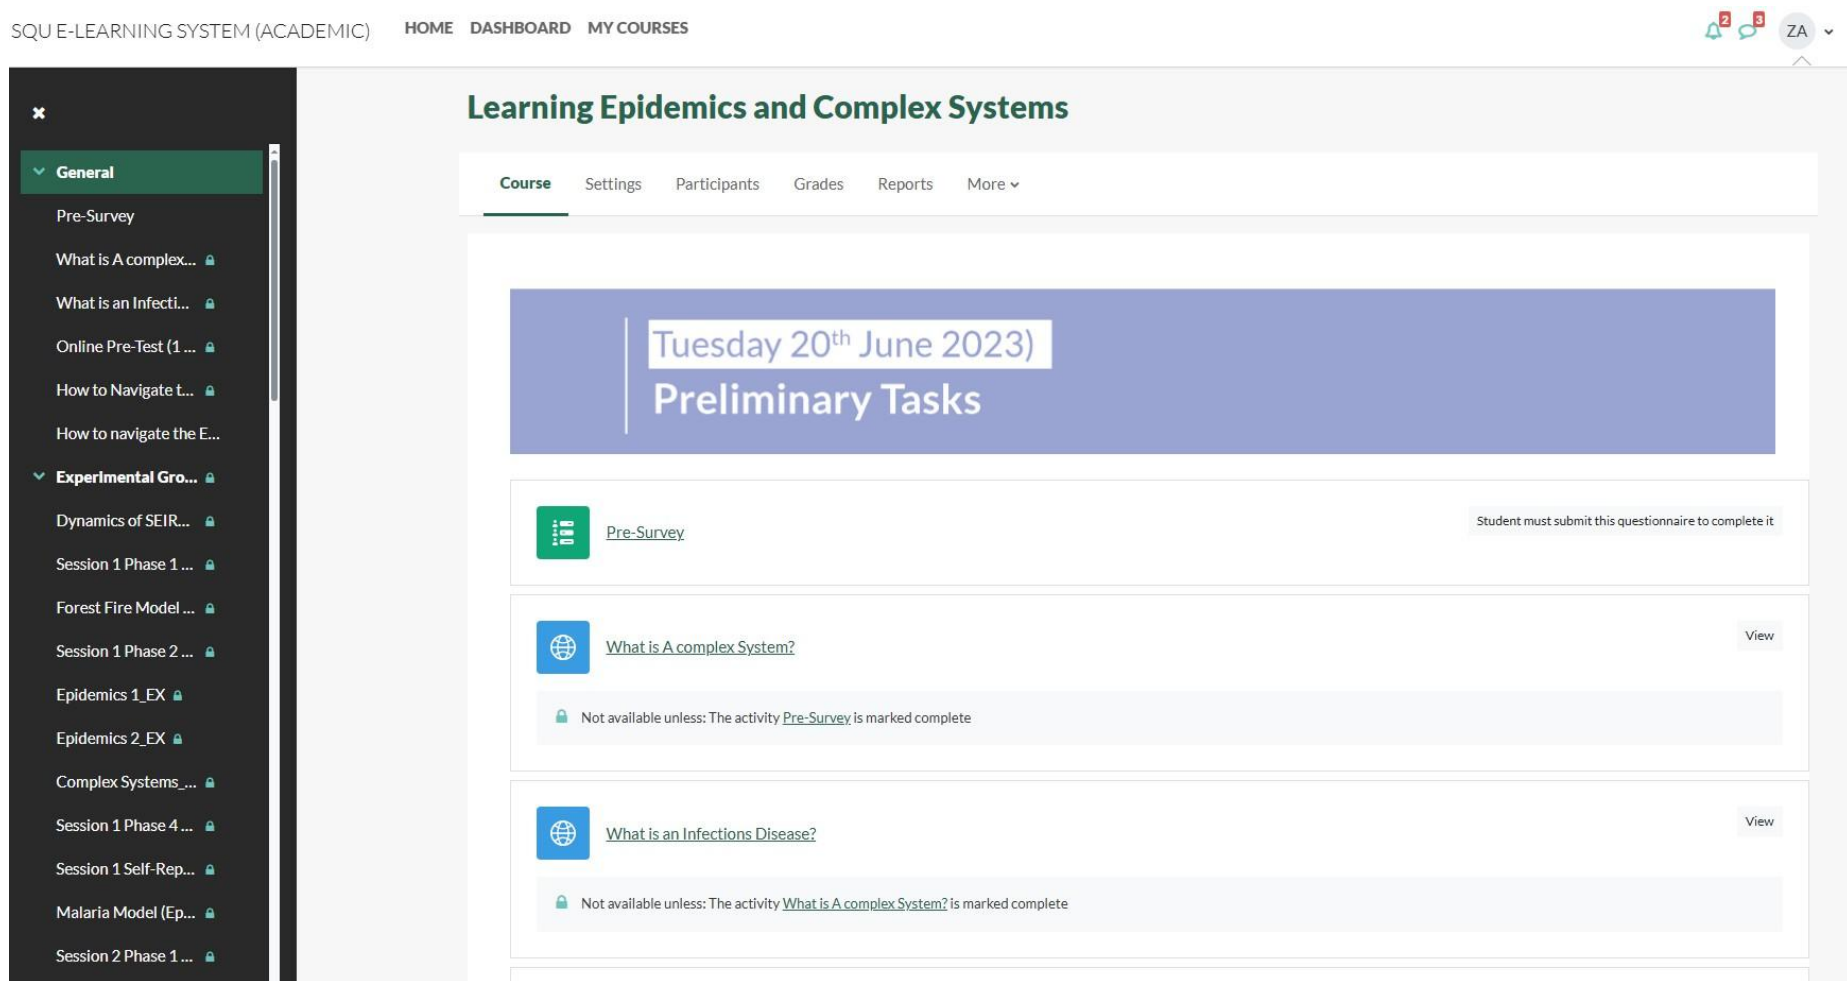 SQU E-LEARNING SYSTEM (ACADEMIC) HOME DASHBOARD MY COURSES 2 3 ZA
General
Pre-Survey
What is A complex...
What is an Infecti...
Online Pre-Test (1 ...
How to Navigate t...
How to navigate the E...
Experimental Gro...
Dynamics of SEIR...
Session 1 Phase 1 ...
Forest Fire Model ...
Session 1 Phase 2 ...
Epidemics 1_EX
Epidemics 2_EX
Complex Systems_...
Session 1 Phase 4 ...
Session 1 Self-Rep...
Malaria Model (Ep...
Session 2 Phase 1 ...
Learning Epidemics and Complex Systems
Course Settings Participants Grades Reports More
Tuesday 20th June 2023)
Preliminary Tasks
Pre-Survey
Student must submit this questionnaire to complete it
What is A complex System?
View
Not available unless: The activity Pre-Survey is marked complete
What is an Infections Disease?
View
Not available unless: The activity What is A complex System? is marked complete